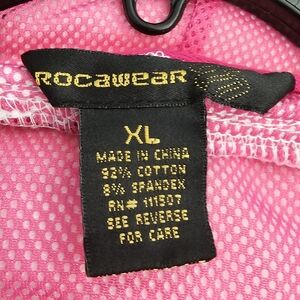 ROCAWEAR
XL
MADE IN CHINA
92% COTTON
8% SPANDEX
RN# 111507
SEE REVERSE
FOR CARE